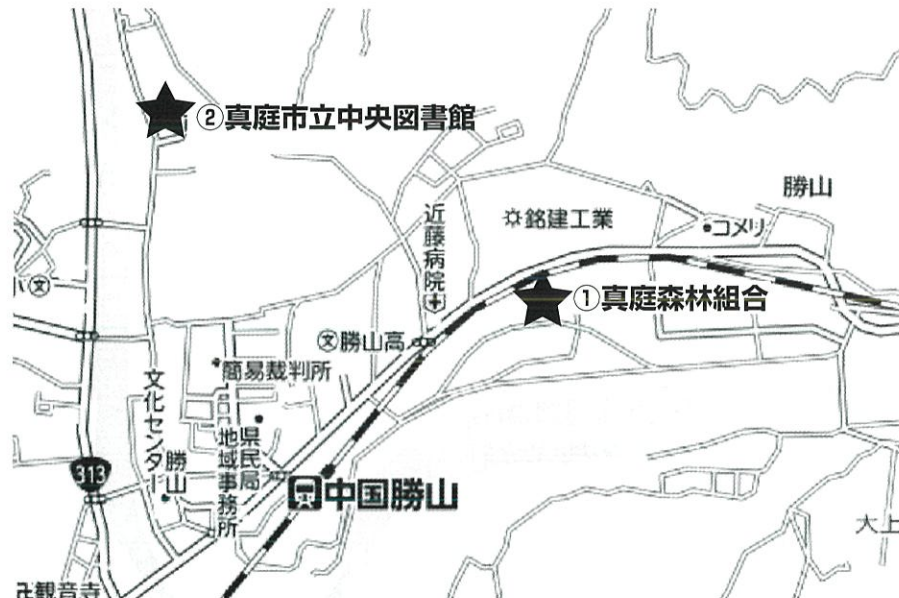 ②真庭市立中央図書館
勝山
コメリ
銘建工業
近藤病院
①真庭森林組合
文
文勝山高
簡易裁判所
文化センター
勝山
県民局
地域事務所
313
中国勝山
大上
卍観音寺